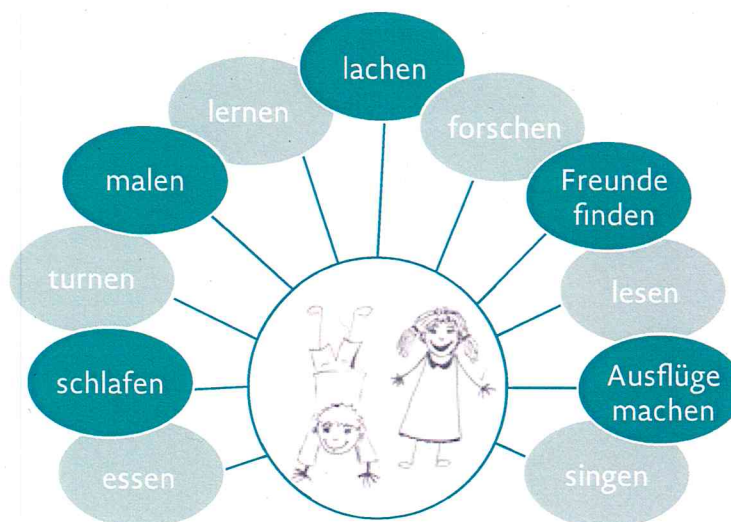 lachen
lernen
forschen
malen
Freunde
finden
turnen
lesen
schlafen
Ausflüge
machen
essen
singen